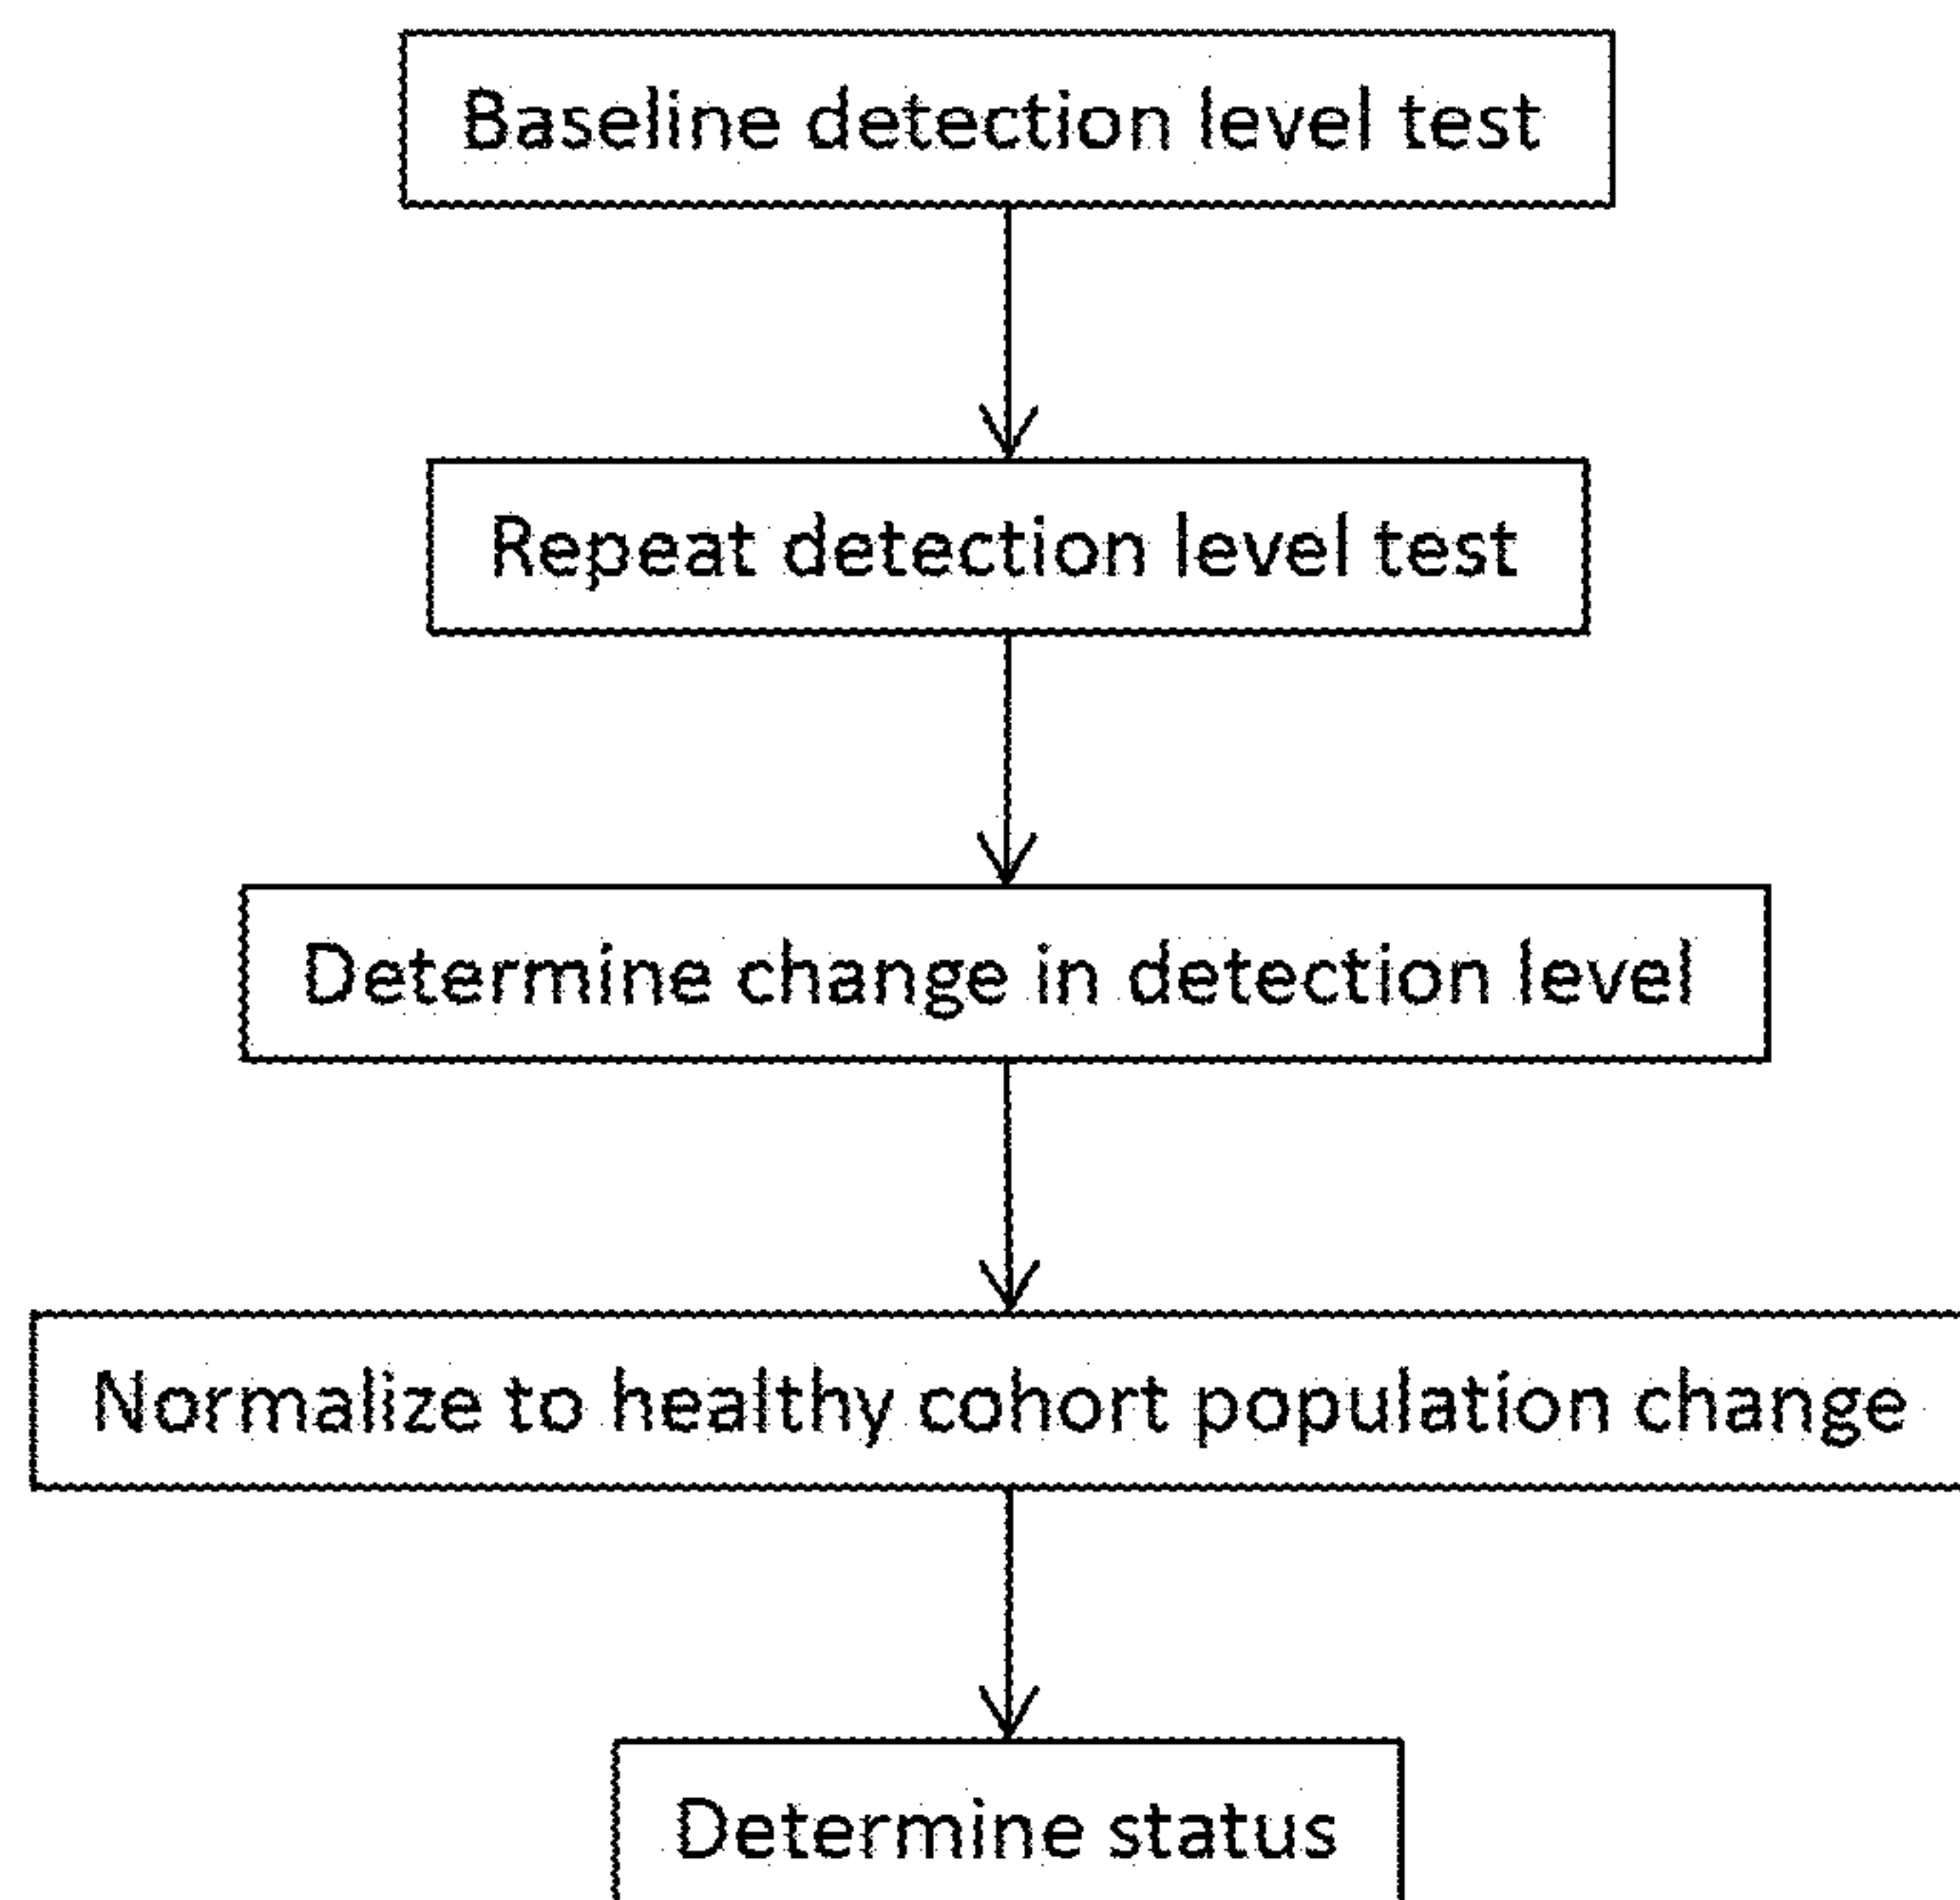 Baseline detection level test
Repeat detection level test
Determine change in detection level
Normalize to healthy cohort population change
Determine status